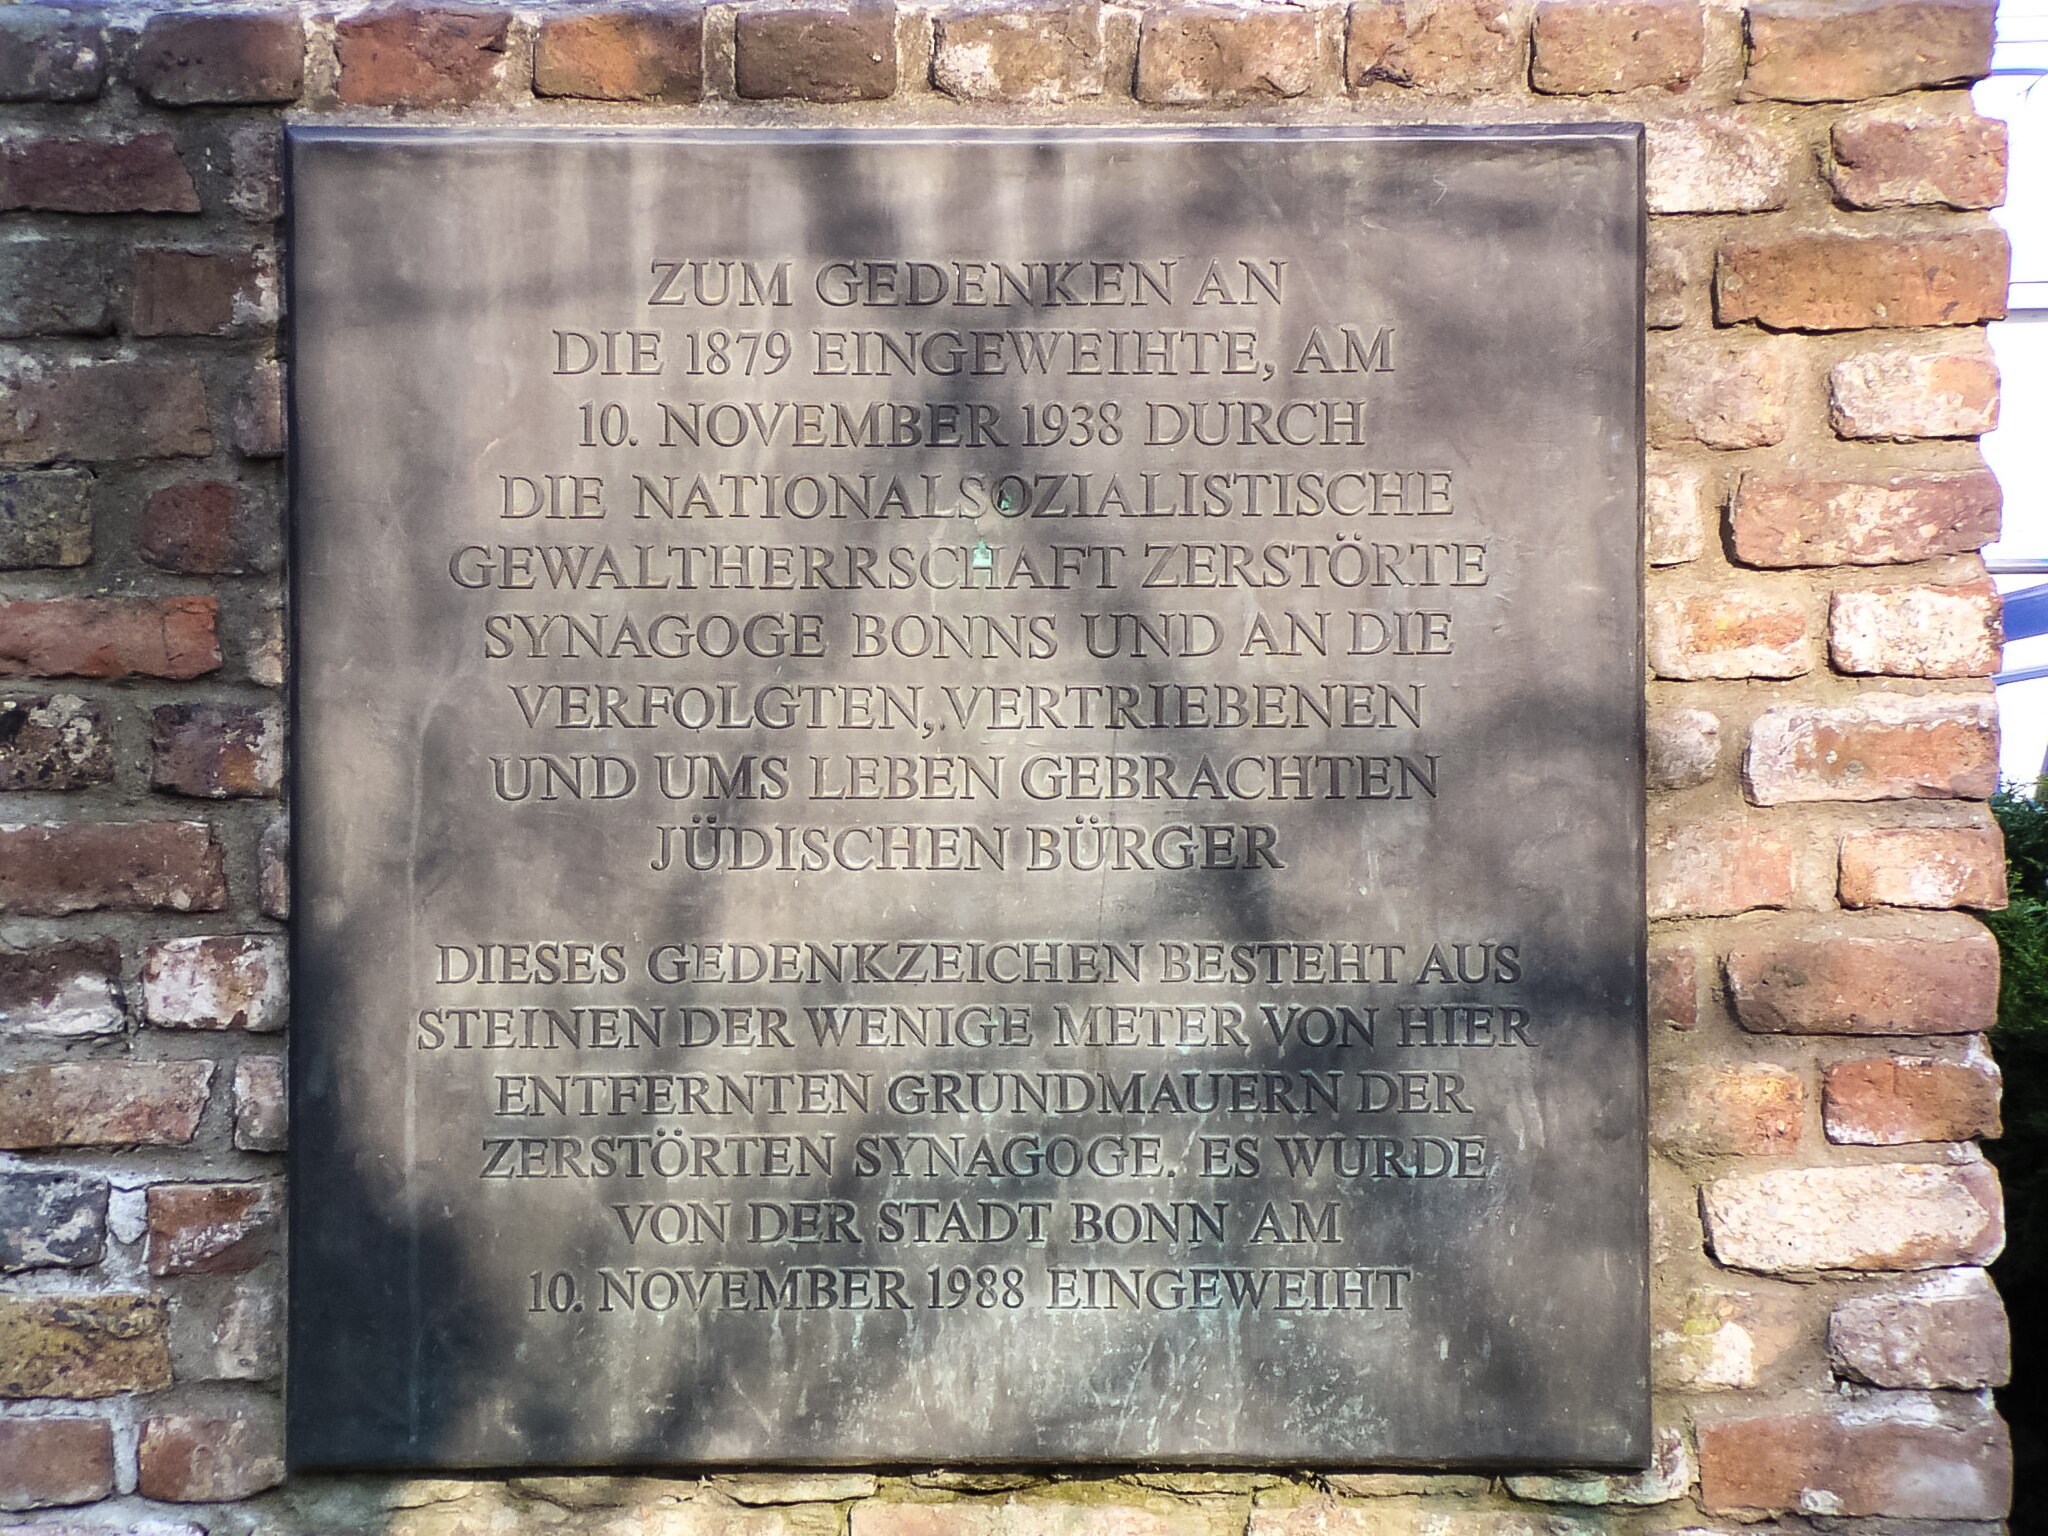 ZUM GEDENKEN AN
DIE 1879 EINGEWEIHTE, AM
10. NOVEMBER 1938 DURCH
DIE NATIONALSOZIALISTISCHE
GEWALTHERRSCHAFT ZERSTÖRTE
SYNAGOGE BONNS UND AN DIE
VERFOLGTEN, VERTRIEBENEN
UND UMS LEBEN GEBRACHTEN
JÜDISCHEN BÜRGER
DIESES GEDENKZEICHEN BESTEHT AUS
STEINEN DER WENIGE METER VON HIER
ENTFERNTEN GRUNDMAUERN DER
ZERSTÖRTEN SYNAGOGE. ES WURDE
VON DER STADT BONN AM
10. NOVEMBER 1988 EINGEWEIHT